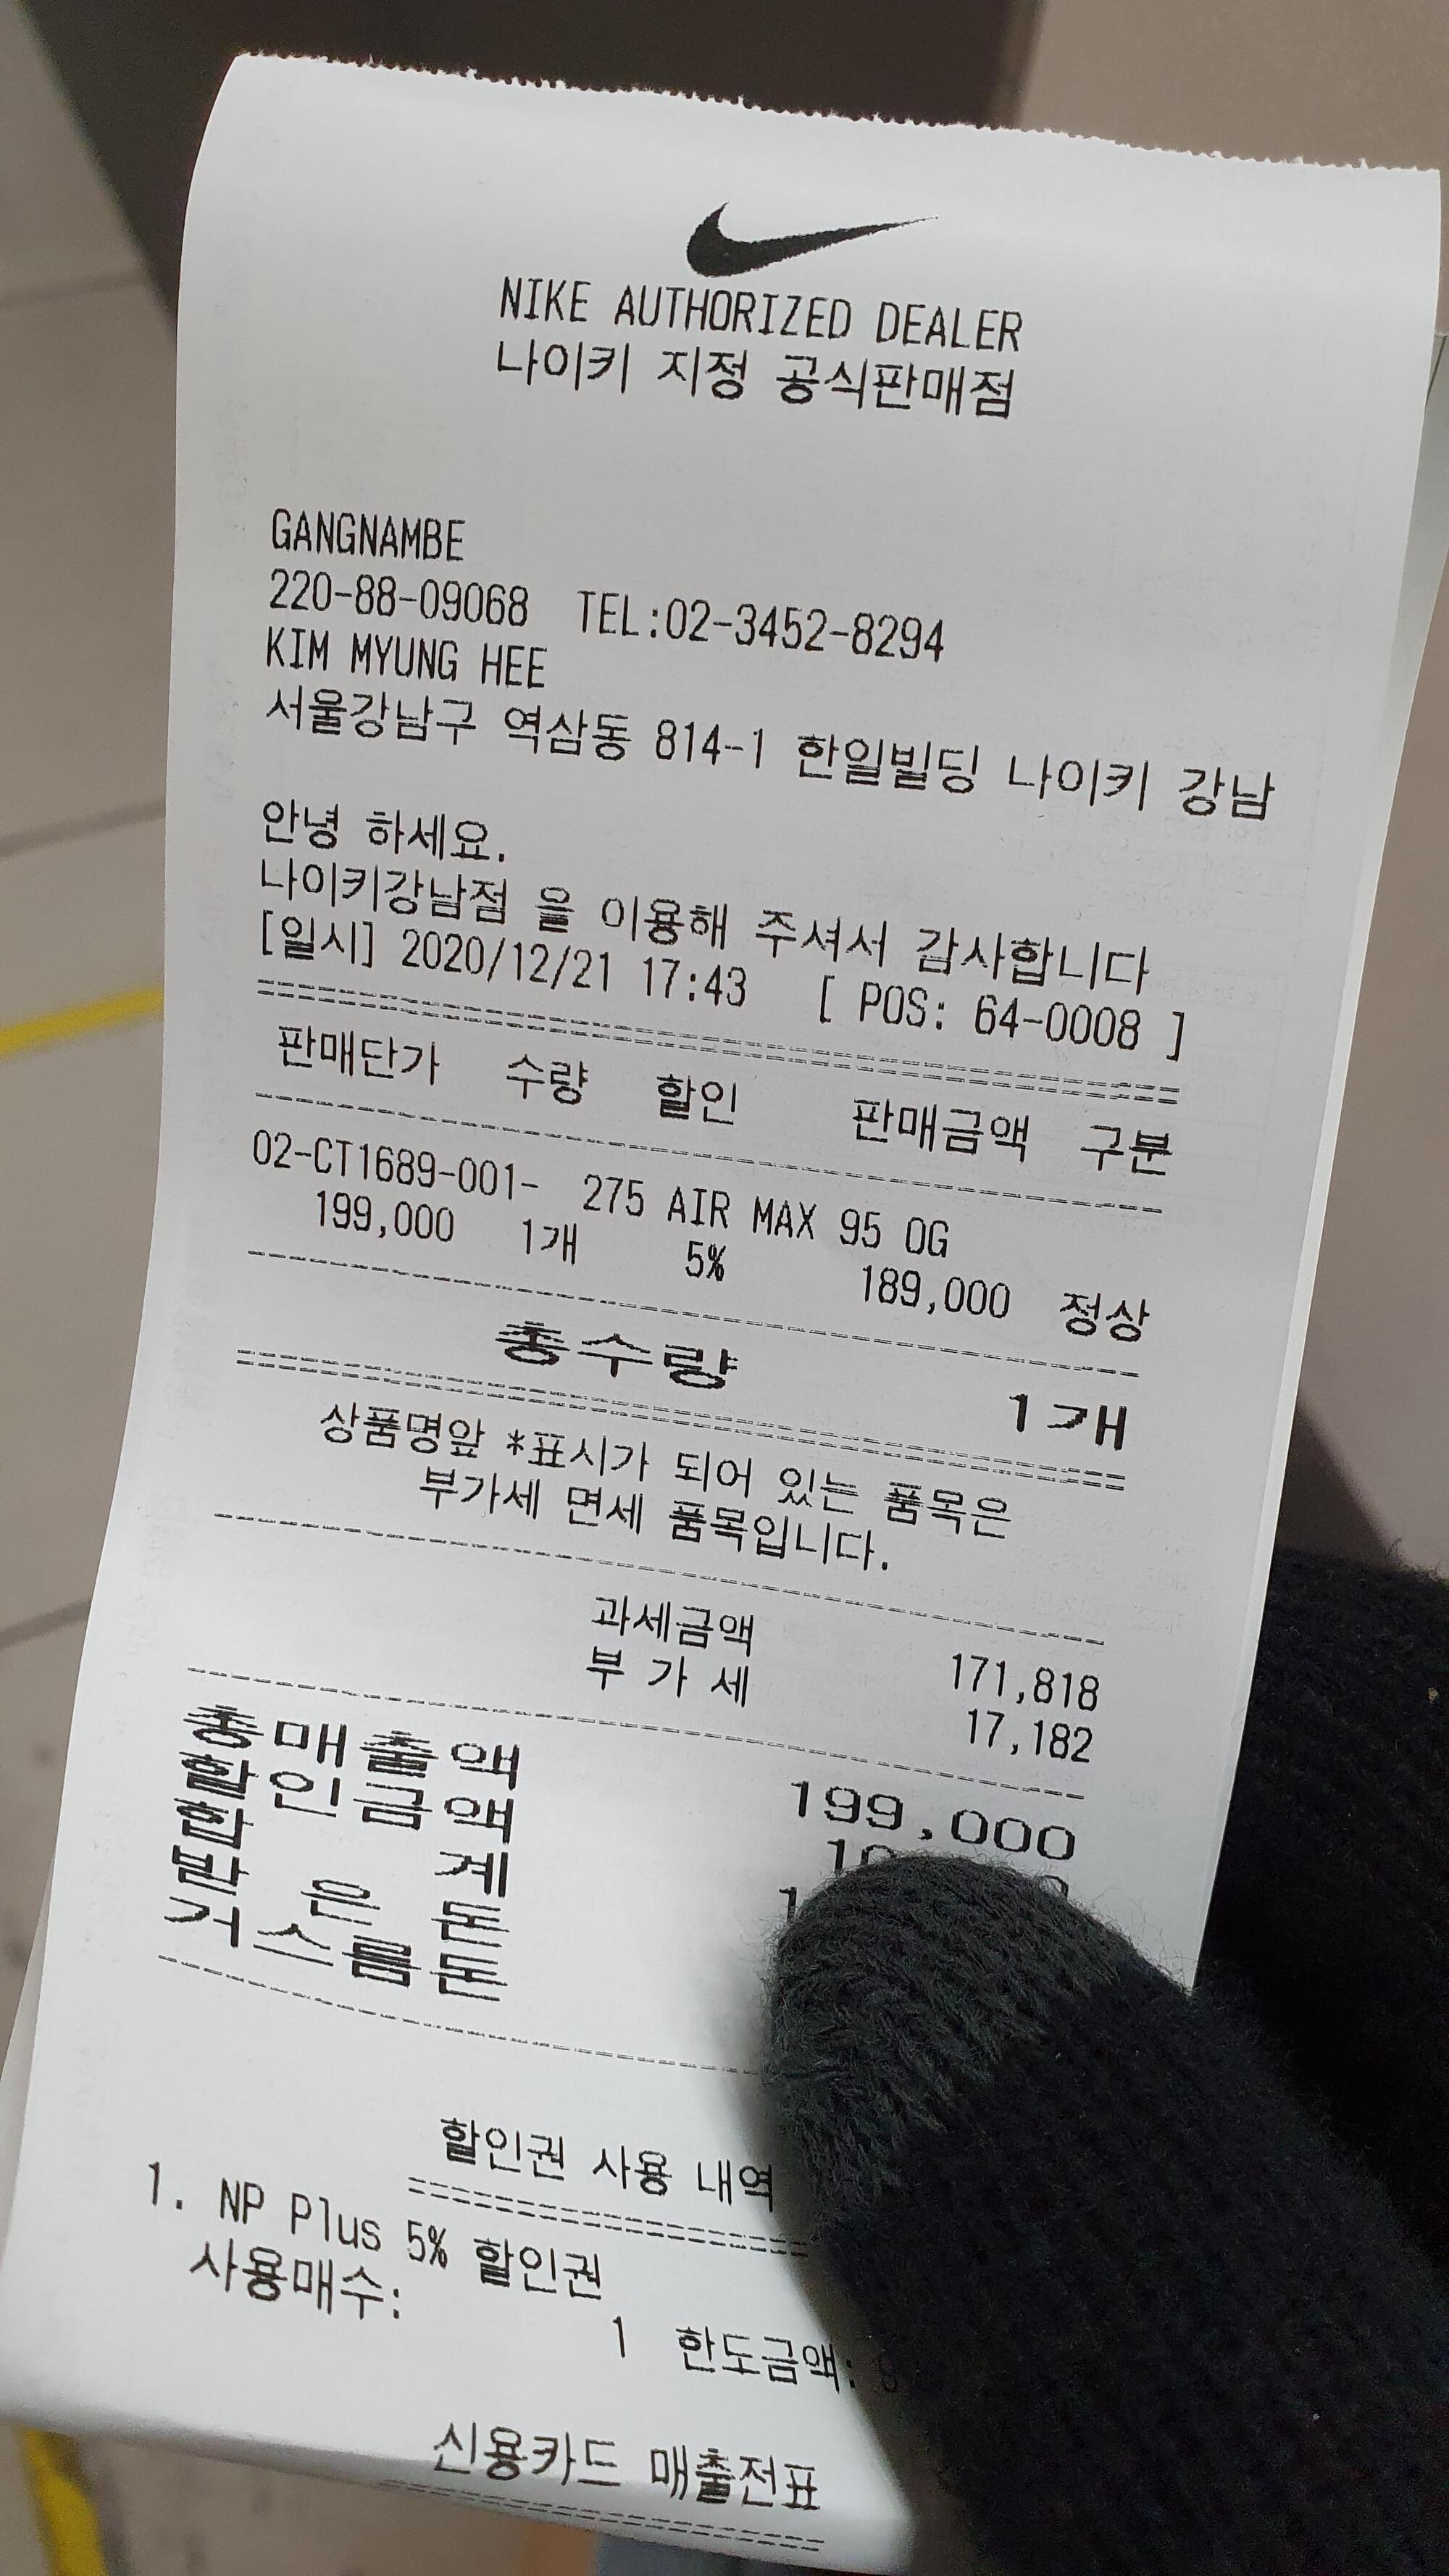 NIKE AUTHORIZED DEALER
나이키 지정 공식판매점
GANGNAMBE
220-88-09068 TEL:02-3452-8294
KIM MYUNG HEE
서울강남구 역삼동 814-1 한일빌딩 나이키 강남
안녕 하세요.
나이키강남점 을 이용해 주셔서 감사합니다
[일시] 2020/12/21 17:43 [ POS: 64-0008 ]
판매단가 수량 할인 판매금액 구분
02-CT1689-001- 275 AIR MAX 95 OG
199,000 1개 5% 189,000 정상
총수량 1개
상품명앞 *표시가 되어 있는 품목은
부가세 면세 품목입니다.
과세금액 171,818
부 가 세 17,182
총매출액 199,000
할인금액
합 계
받 은 돈
거스름돈
할인권 사용 내역
1. NP Plus 5% 할인권
사용매수: 1 한도금액:
신용카드 매출전표